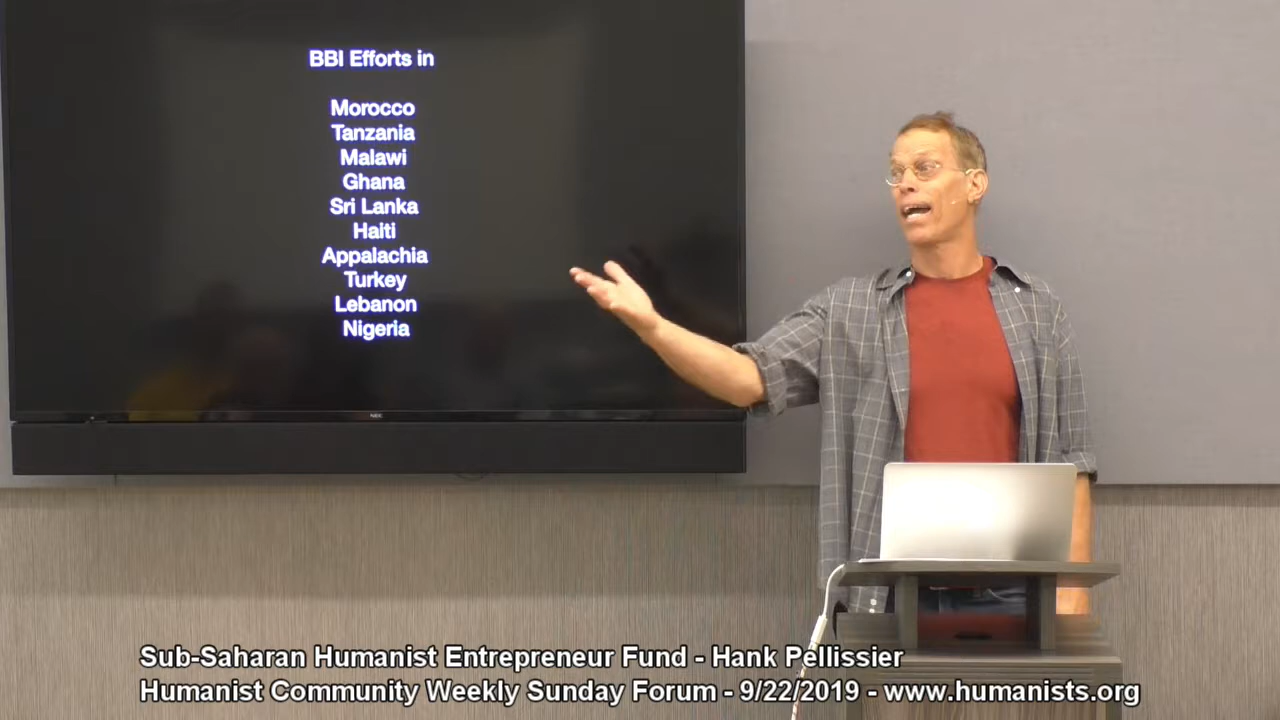 BBI Efforts in
Morocco
Tanzania
Malawi
Ghana
Sri Lanka
Haiti
Appalachia
Turkey
Lebanon
Nigeria
NEC
Sub-Saharan Humanist Entrepreneur Fund - Hank Pellissier
Humanist Community Weekly Sunday Forum - 9/22/2019 - www.humanists.org